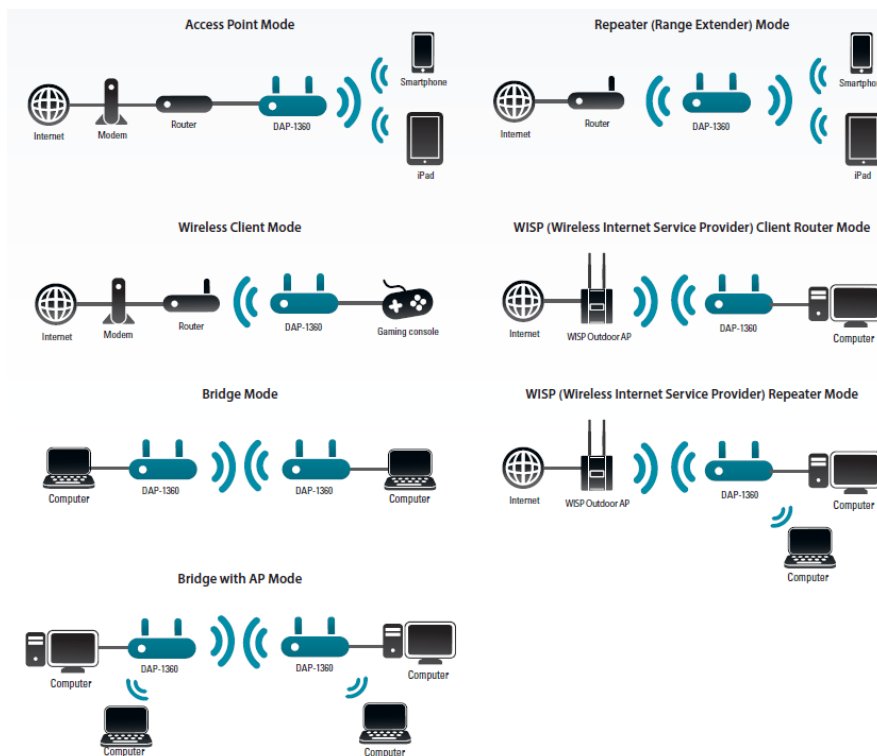 Access Point Mode
Smartphone
Internet
Modem
Router
DAP-1360
iPad
Repeater (Range Extender) Mode
Smartphon
Internet
Router
DAP-1360
iPad
Wireless Client Mode
Internet
Modem
Router
DAP-1360
Gaming console
WISP (Wireless Internet Service Provider) Client Router Mode
Internet
WISP Outdoor AP
DAP-1360
Computer
Bridge Mode
Computer
DAP-1360
DAP-1360
Computer
WISP (Wireless Internet Service Provider) Repeater Mode
Internet
WISP Outdoor AP
DAP-1360
Computer
Computer
Bridge with AP Mode
Computer
DAP-1360
DAP-1360
Computer
Computer
Computer